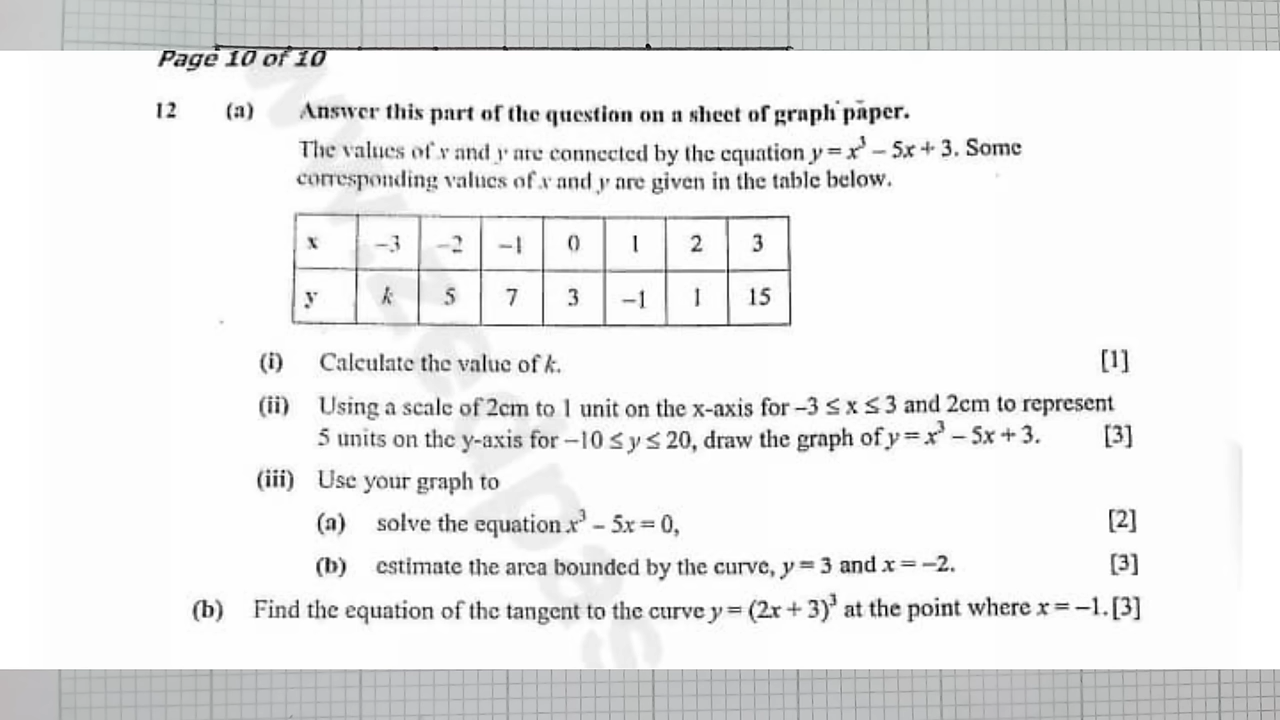 Page 10 of 10
12 (a) Answer this part of the question on a sheet of graph paper.
The values of x and y are connected by the equation y = x³ – 5x + 3. Some
corresponding values of x and y are given in the table below.
x –3 –2 –1 0 1 2 3
y k 5 7 3 –1 1 15
(i) Calculate the value of k. [1]
(ii) Using a scale of 2cm to 1 unit on the x-axis for –3 ≤ x ≤ 3 and 2cm to represent
5 units on the y-axis for –10 ≤ y ≤ 20, draw the graph of y = x³ – 5x + 3. [3]
(iii) Use your graph to
(a) solve the equation x³ – 5x = 0, [2]
(b) estimate the area bounded by the curve, y = 3 and x = –2. [3]
(b) Find the equation of the tangent to the curve y = (2x + 3)³ at the point where x = –1. [3]